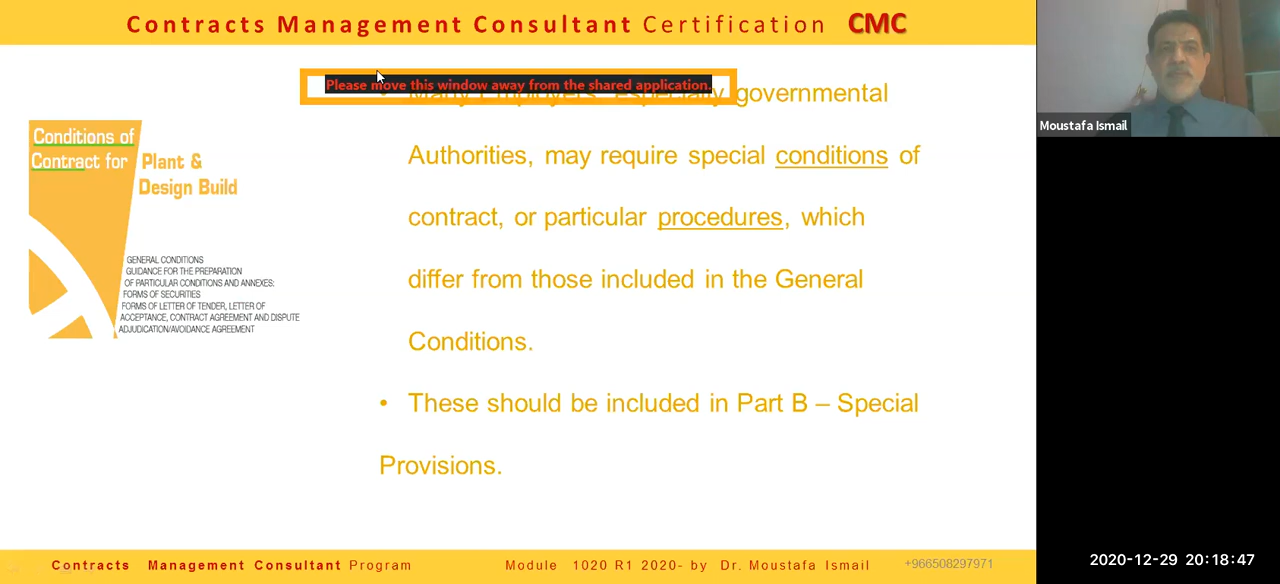 Contracts Management Consultant Certification CMC
Please move this window away from the shared application.
• Many Employers, especially governmental
Authorities, may require special conditions of
contract, or particular procedures, which
differ from those included in the General
Conditions.
• These should be included in Part B – Special
Provisions.
Conditions of
Contract for Plant &
Design Build
GENERAL CONDITIONS
GUIDANCE FOR THE PREPARATION
OF PARTICULAR CONDITIONS AND ANNEXES:
FORMS OF SECURITIES
FORMS OF LETTER OF TENDER, LETTER OF
ACCEPTANCE, CONTRACT AGREEMENT AND DISPUTE
ADJUDICATION/AVOIDANCE AGREEMENT
Contracts Management Consultant Program
Module 1020 R1 2020- by Dr. Moustafa Ismail
+966508297971
Moustafa Ismail
2020-12-29 20:18:47